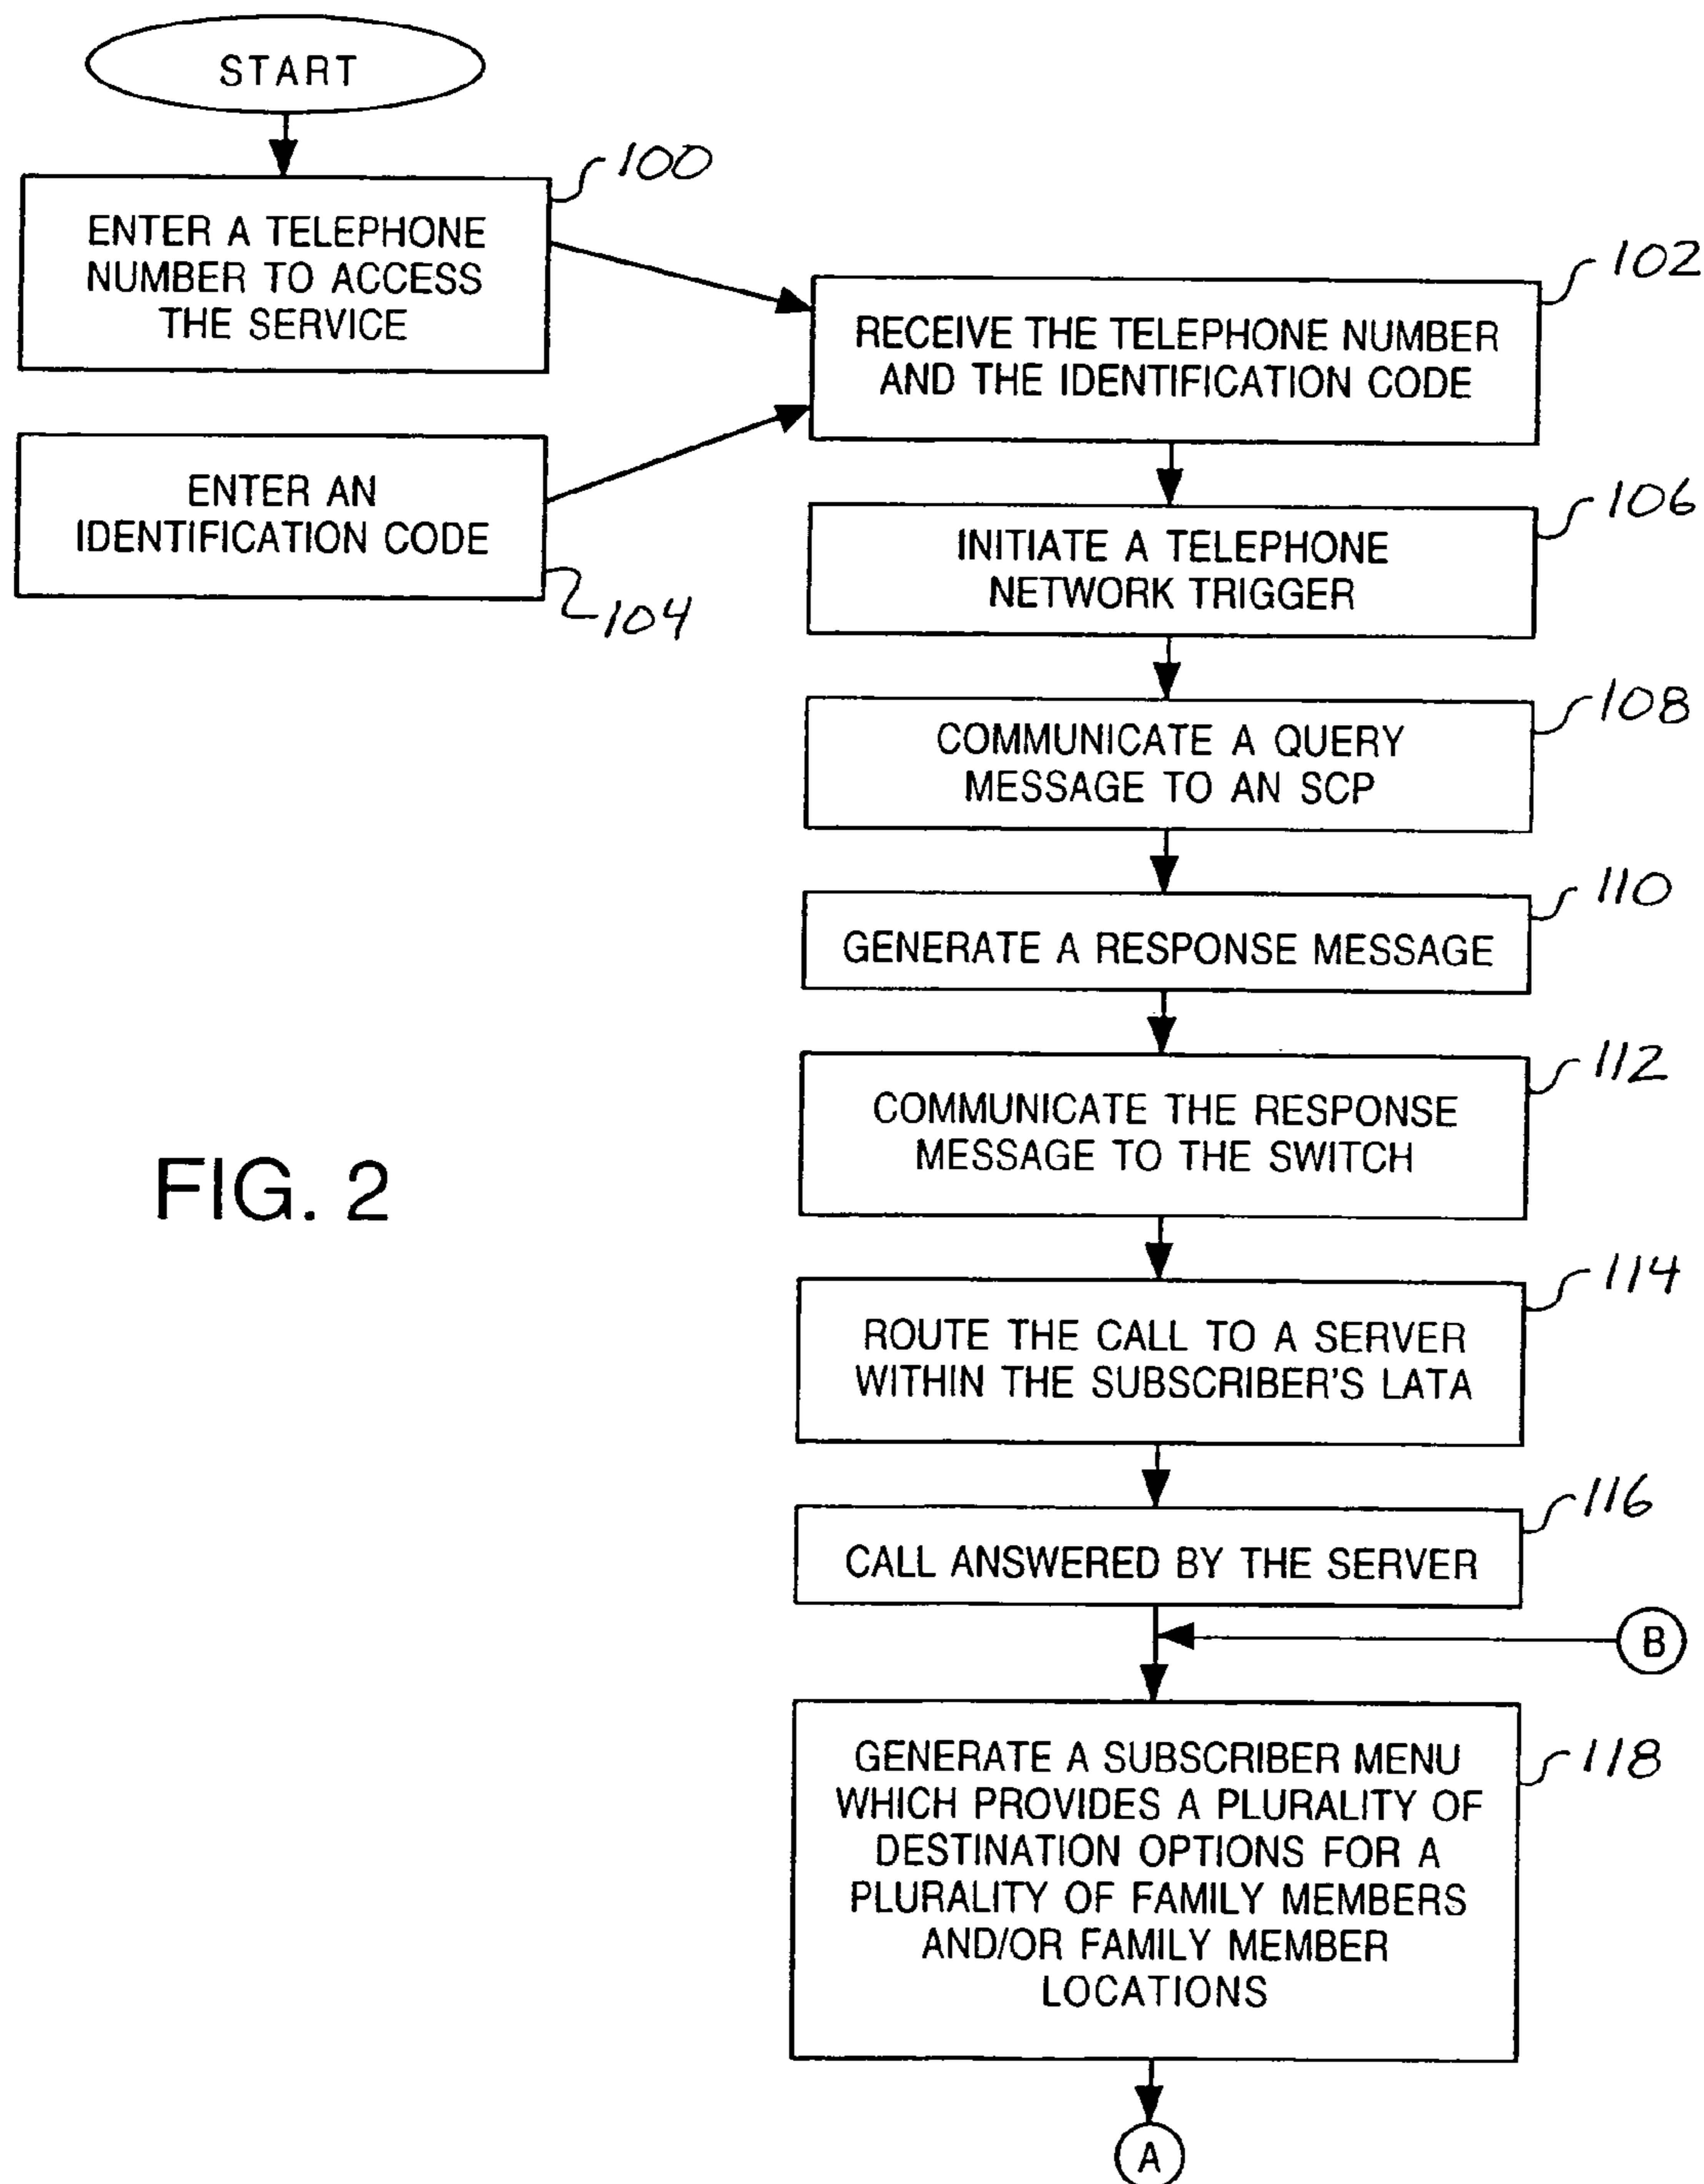 START
100
ENTER A TELEPHONE
NUMBER TO ACCESS
THE SERVICE
102
RECEIVE THE TELEPHONE NUMBER
AND THE IDENTIFICATION CODE
ENTER AN
IDENTIFICATION CODE
104
106
INITIATE A TELEPHONE
NETWORK TRIGGER
108
COMMUNICATE A QUERY
MESSAGE TO AN SCP
110
GENERATE A RESPONSE MESSAGE
112
COMMUNICATE THE RESPONSE
MESSAGE TO THE SWITCH
FIG. 2
114
ROUTE THE CALL TO A SERVER
WITHIN THE SUBSCRIBER'S LATA
116
CALL ANSWERED BY THE SERVER
B
118
GENERATE A SUBSCRIBER MENU
WHICH PROVIDES A PLURALITY OF
DESTINATION OPTIONS FOR A
PLURALITY OF FAMILY MEMBERS
AND/OR FAMILY MEMBER
LOCATIONS
A